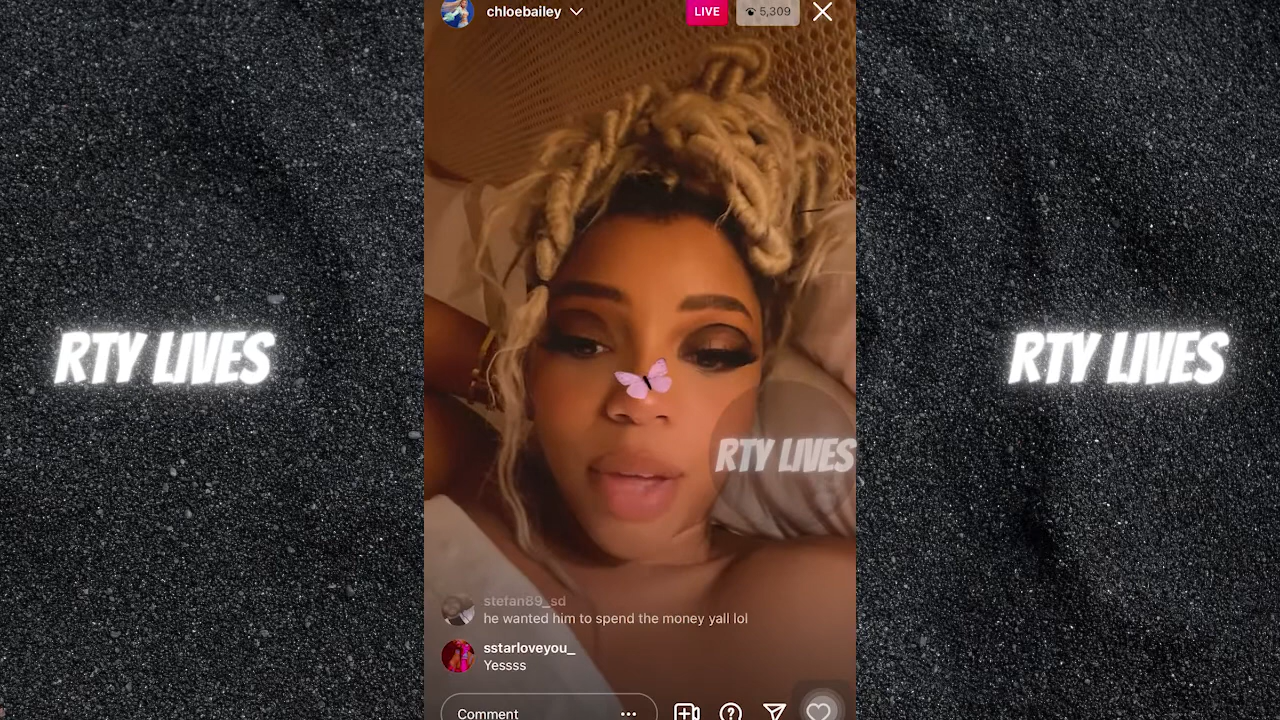 chloebailey
LIVE
5,309
RTY LIVES
RTY LIVES
RTY LIVES
stefan89_sd
he wanted him to spend the money yall lol
sstarloveyou_
Yessss
Comment